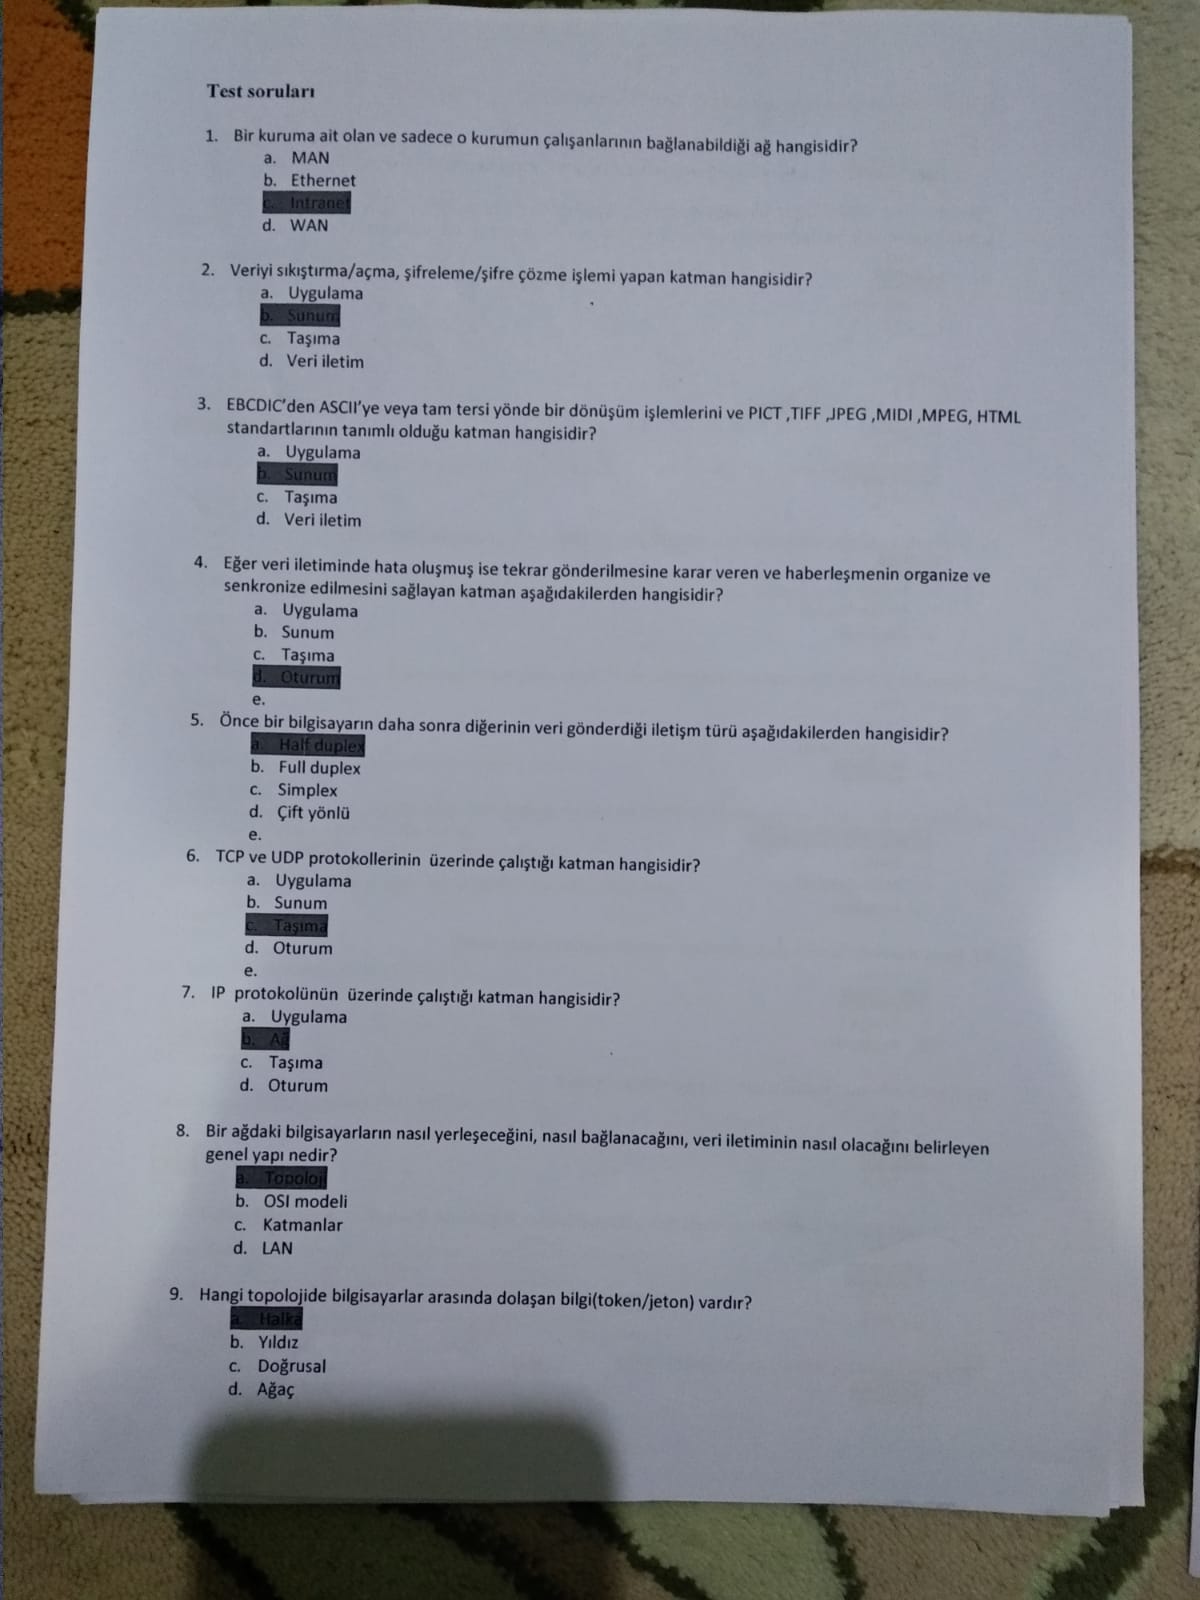 Test soruları
1. Bir kuruma ait olan ve sadece o kurumun çalışanlarının bağlanabildiği ağ hangisidir?
a. MAN
b. Ethernet
c. Intranet
d. WAN
2. Veriyi sıkıştırma/açma, şifreleme/şifre çözme işlemi yapan katman hangisidir?
a. Uygulama
b. Sunum
c. Taşıma
d. Veri iletim
3. EBCDIC'den ASCII'ye veya tam tersi yönde bir dönüşüm işlemlerini ve PICT ,TIFF ,JPEG ,MIDI ,MPEG, HTML
standartlarının tanımlı olduğu katman hangisidir?
a. Uygulama
b. Sunum
c. Taşıma
d. Veri iletim
4. Eğer veri iletiminde hata oluşmuş ise tekrar gönderilmesine karar veren ve haberleşmenin organize ve
senkronize edilmesini sağlayan katman aşağıdakilerden hangisidir?
a. Uygulama
b. Sunum
c. Taşıma
d. Oturum
e.
5. Önce bir bilgisayarın daha sonra diğerinin veri gönderdiği iletişm türü aşağıdakilerden hangisidir?
a. Half duplex
b. Full duplex
c. Simplex
d. Çift yönlü
e.
6. TCP ve UDP protokollerinin üzerinde çalıştığı katman hangisidir?
a. Uygulama
b. Sunum
c. Taşıma
d. Oturum
e.
7. IP protokolünün üzerinde çalıştığı katman hangisidir?
a. Uygulama
b. Ağ
c. Taşıma
d. Oturum
8. Bir ağdaki bilgisayarların nasıl yerleşeceğini, nasıl bağlanacağını, veri iletiminin nasıl olacağını belirleyen
genel yapı nedir?
a. Topoloji
b. OSI modeli
c. Katmanlar
d. LAN
9. Hangi topolojide bilgisayarlar arasında dolaşan bilgi(token/jeton) vardır?
a. Halka
b. Yıldız
c. Doğrusal
d. Ağaç